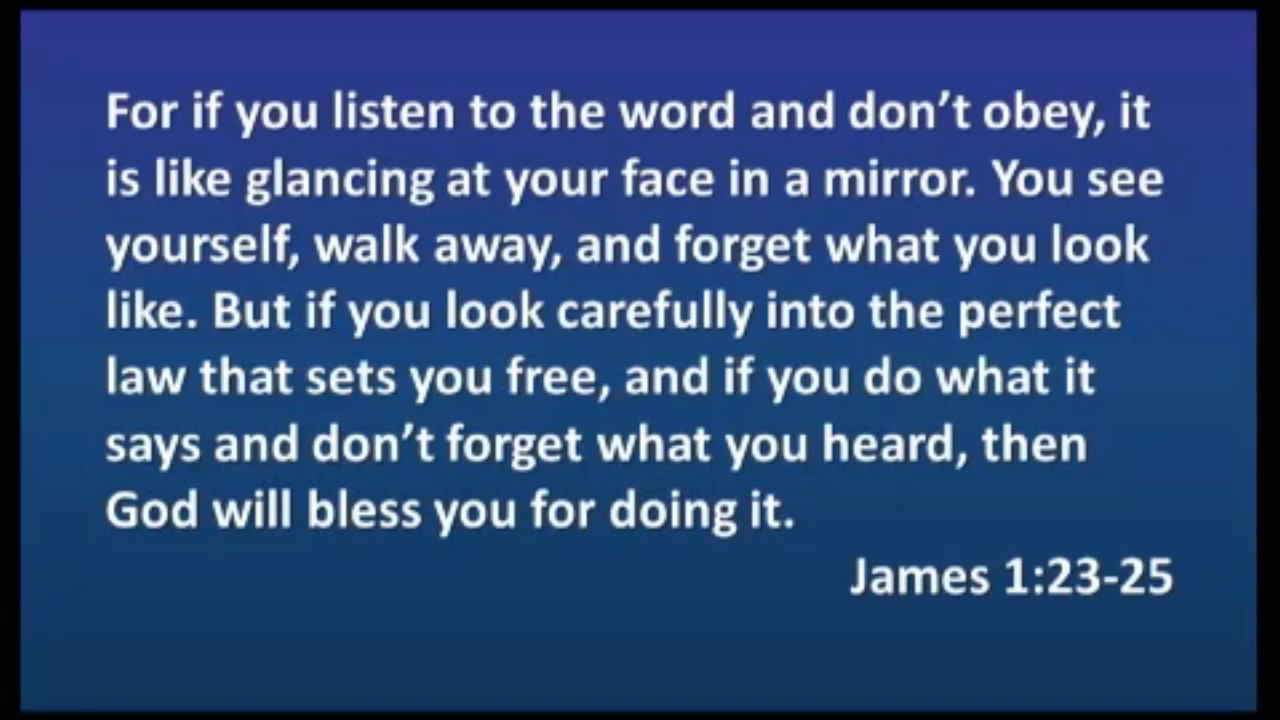 For if you listen to the word and don’t obey, it
is like glancing at your face in a mirror. You see
yourself, walk away, and forget what you look
like. But if you look carefully into the perfect
law that sets you free, and if you do what it
says and don’t forget what you heard, then
God will bless you for doing it.
James 1:23-25